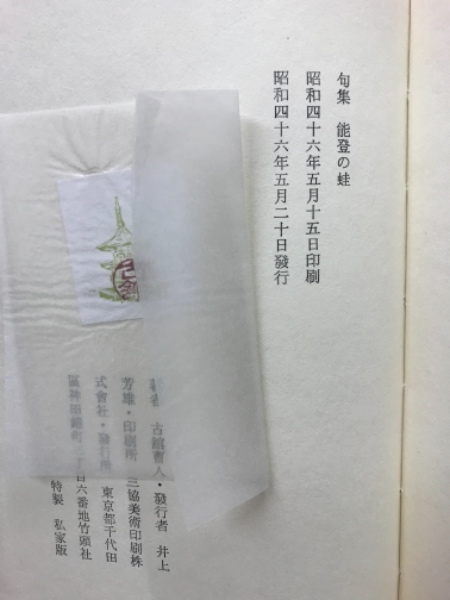 句集 能登の蛙
昭和四十六年五月十五日印刷
昭和四十六年五月二十日發行
著者 古舘曹人・發行者 井上
芳雄・印刷所 三協美術印刷株
式會社・發行所 東京都千代田
區神田錦町 目六番地竹頭社
特製 私家版